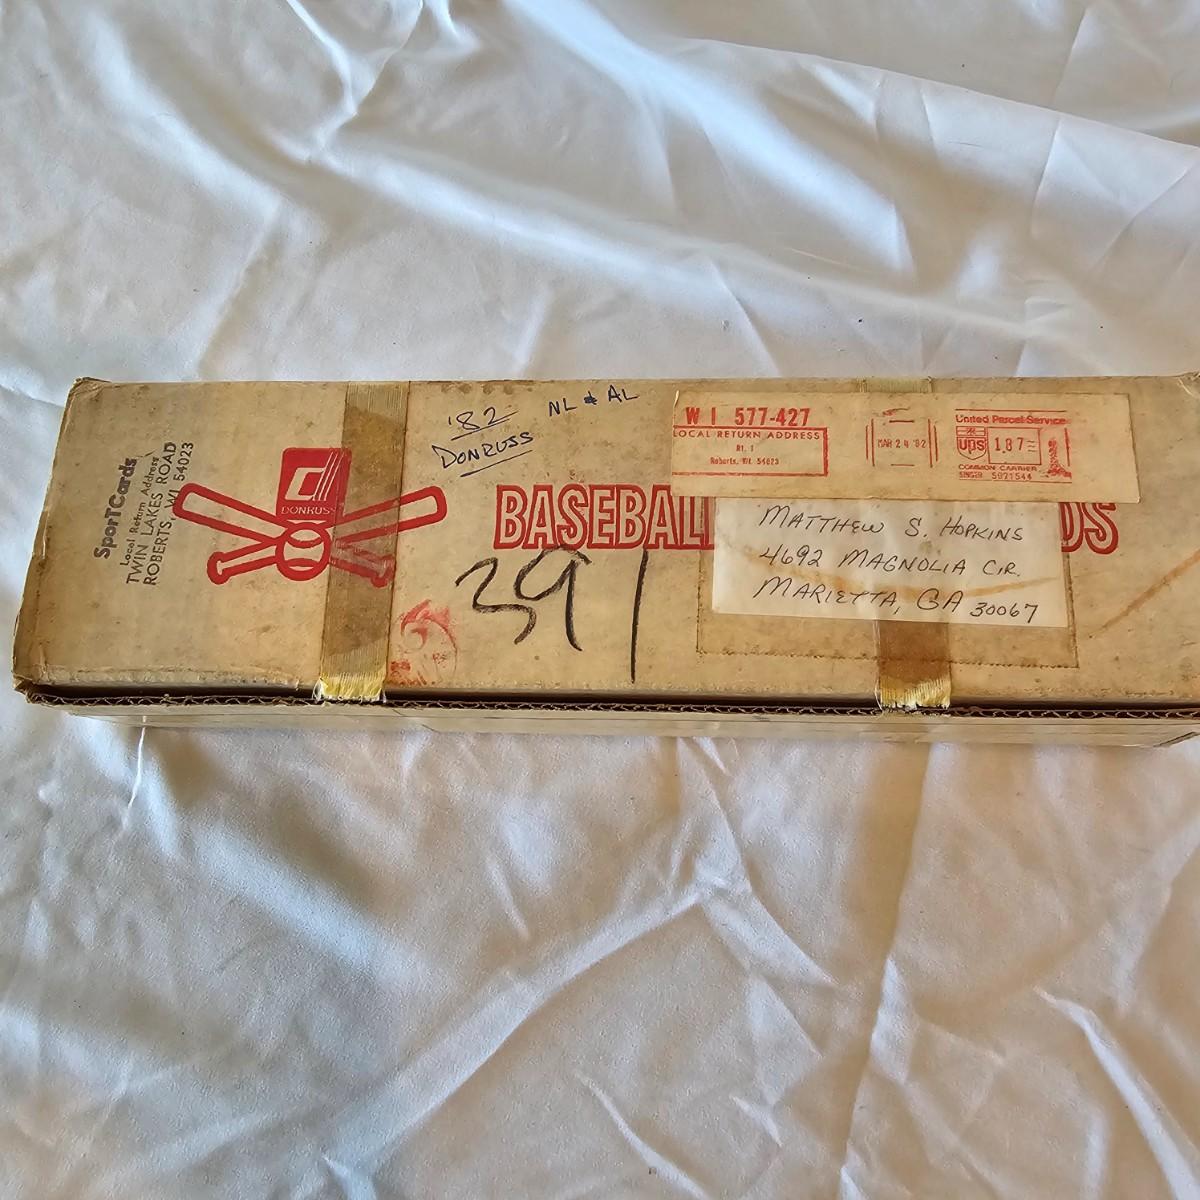 SporTCards
Local Return Address
TWIN LAKES ROAD
ROBERTS, WI 54023
DONRUSS
'82
DONRUSS
NL & AL
BASEBAL
DS
391
W I 577-427
LOCAL RETURN ADDRESS
Rt. 1
Roberts, WI 54023
MAR 24 '82
United Parcel Service
ups
1.87
COMMON CARRIER
SINGER 5021544
MATTHEW S. HOPKINS
4692 MAGNOLIA CIR.
MARIETTA, GA 30067